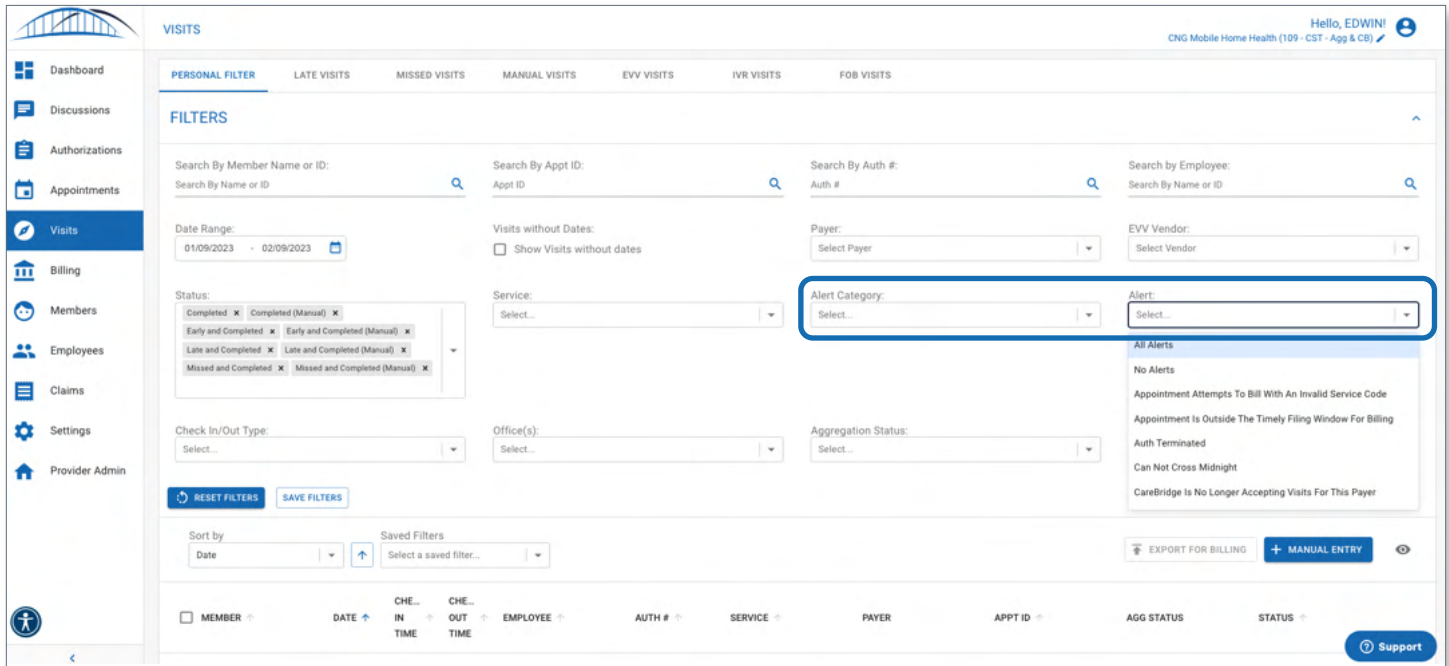 VISITS
Hello, EDWIN!
CNG Mobile Home Health (109 - CST - Agg & CB)
Dashboard
Discussions
Authorizations
Appointments
Visits
Billing
Members
Employees
Claims
Settings
Provider Admin
PERSONAL FILTER LATE VISITS MISSED VISITS MANUAL VISITS EVV VISITS IVR VISITS FOB VISITS
FILTERS
Search By Member Name or ID: Search By Appt ID: Search By Auth #: Search by Employee:
Search By Name or ID Appt ID Auth # Search By Name or ID
Date Range: Visits without Dates: Payer: EVV Vendor:
01/09/2023 - 02/09/2023 Show Visits without dates Select Payer Select Vendor
Status: Service: Alert Category: Alert:
Completed x Completed (Manual) x Select... Select... Select...
Early and Completed x Early and Completed (Manual) x
Late and Completed x Late and Completed (Manual) x
Missed and Completed x Missed and Completed (Manual) x
All Alerts
No Alerts
Appointment Attempts To Bill With An Invalid Service Code
Appointment Is Outside The Timely Filing Window For Billing
Auth Terminated
Can Not Cross Midnight
CareBridge Is No Longer Accepting Visits For This Payer
Check In/Out Type: Office(s): Aggregation Status:
Select... Select... Select...
RESET FILTERS SAVE FILTERS
Sort by Saved Filters
Date Select a saved filter...
EXPORT FOR BILLING + MANUAL ENTRY
MEMBER DATE CHE... IN TIME CHE... OUT TIME EMPLOYEE AUTH # SERVICE PAYER APPT ID AGG STATUS STATUS
Support